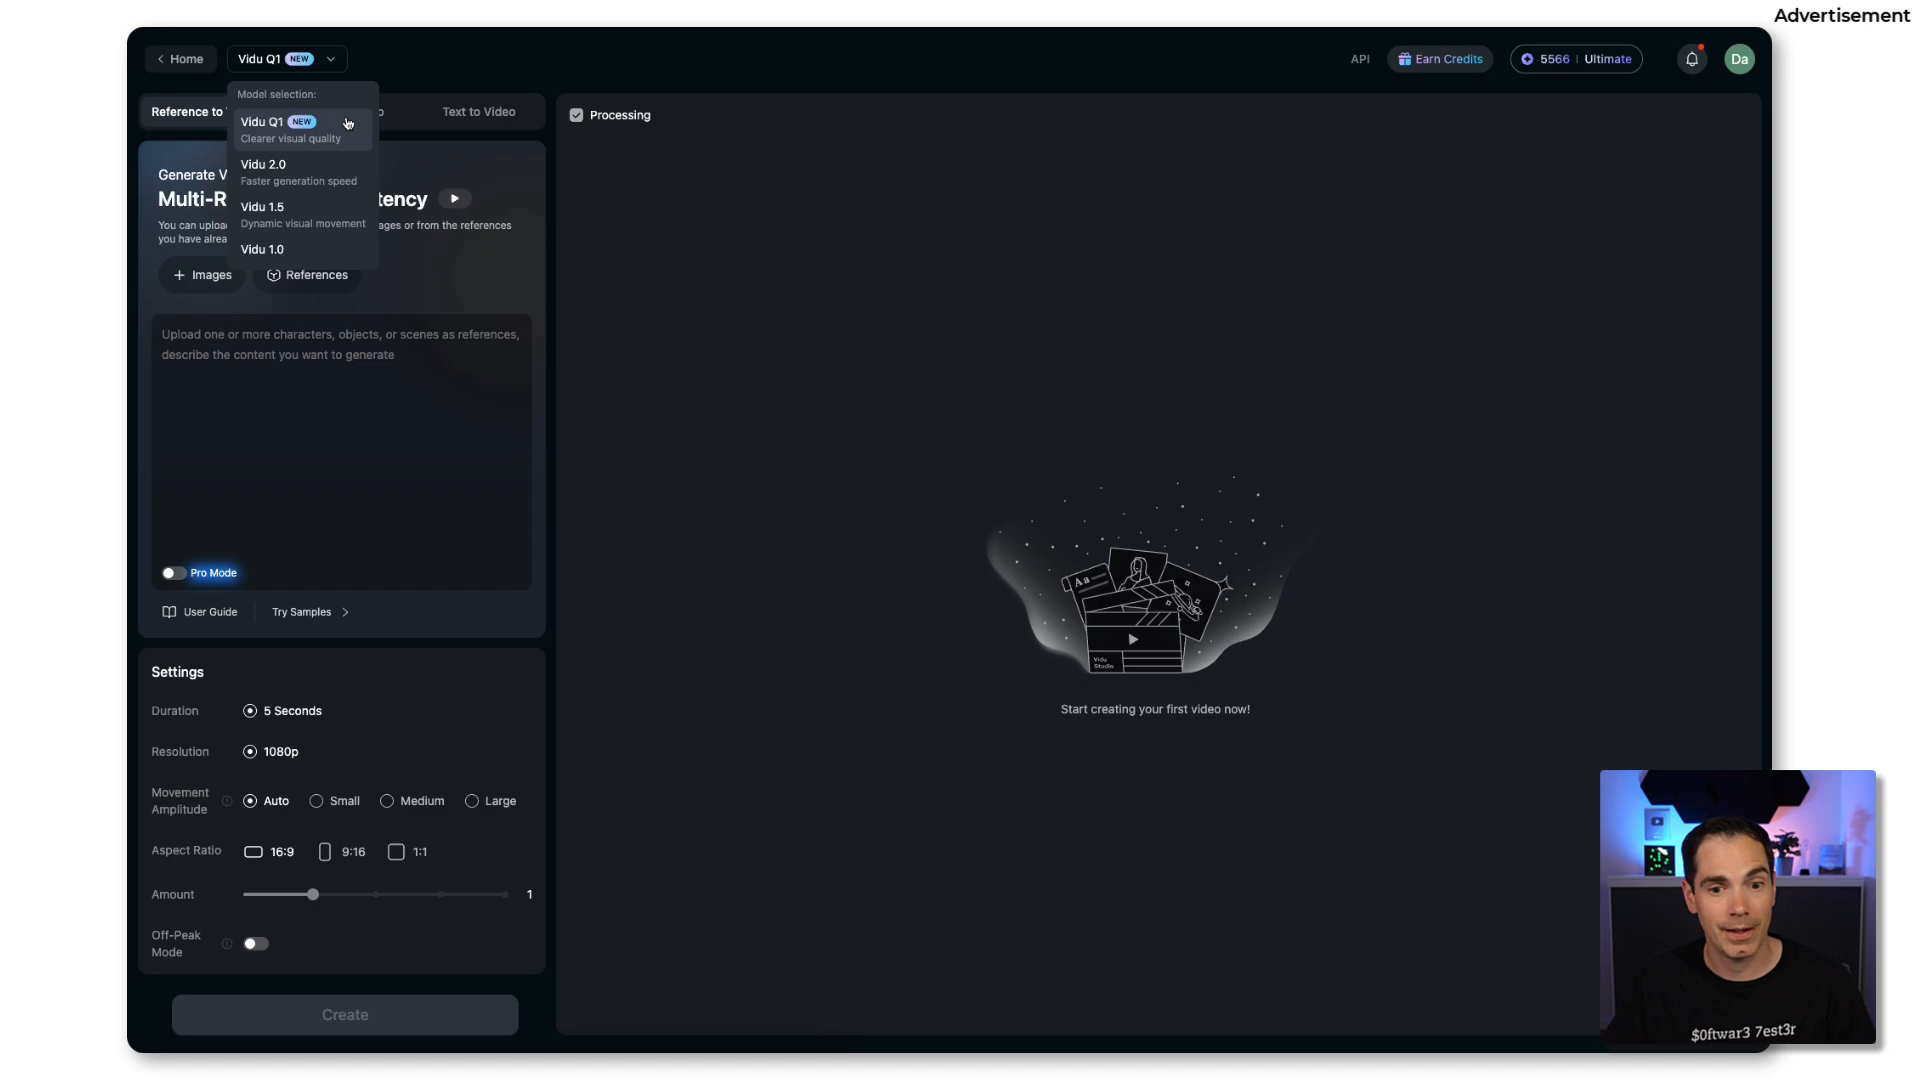 Advertisement
Home
Vidu Q1 NEW
API
Earn Credits
5566 | Ultimate
Da
Model selection:
Reference to
o
Text to Video
Vidu Q1 NEW
Clearer visual quality
Vidu 2.0
Faster generation speed
Vidu 1.5
Dynamic visual movement
Vidu 1.0
Processing
Generate V
Multi-R
tency
You can uploa
ages or from the references
you have alrea
+ Images
References
Upload one or more characters, objects, or scenes as references,
describe the content you want to generate
Pro Mode
User Guide
Try Samples
Aa
Vidu
Studio
Start creating your first video now!
Settings
Duration
5 Seconds
Resolution
1080p
Movement
Amplitude
Auto
Small
Medium
Large
Aspect Ratio
16:9
9:16
1:1
Amount
1
Off-Peak
Mode
Create
$0ftwar3 7est3r